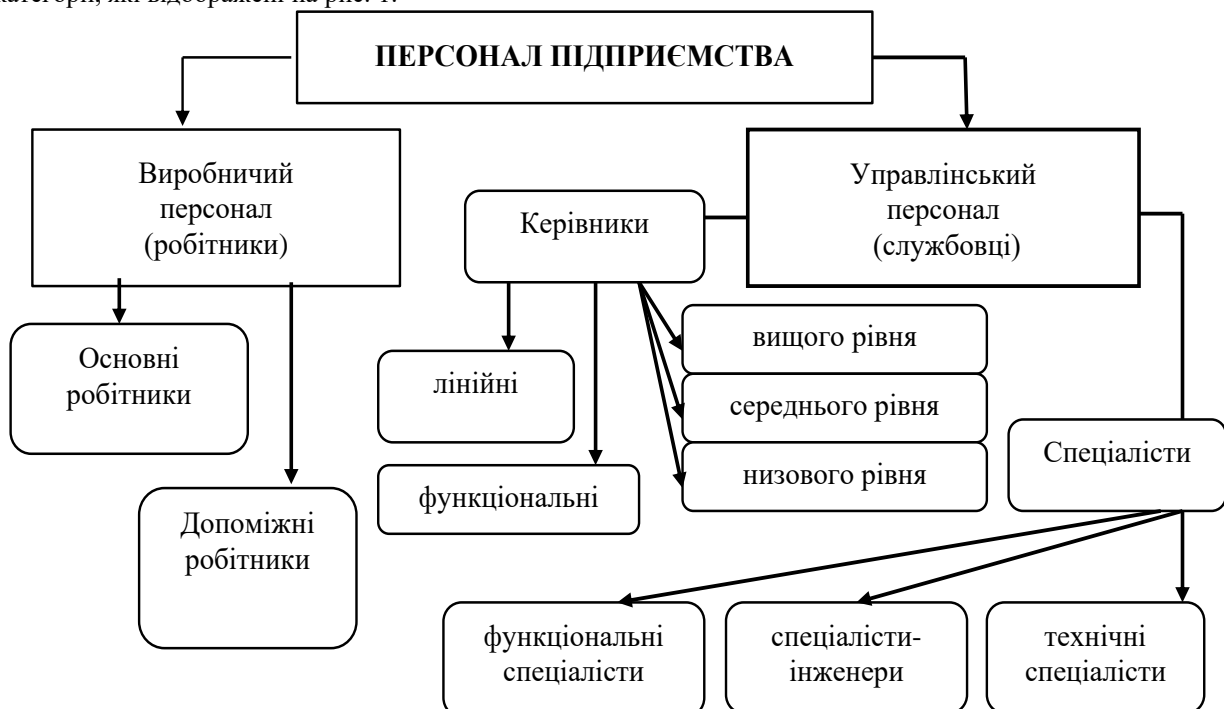 категорії, які відображені на рис. 1.
ПЕРСОНАЛ ПІДПРИЄМСТВА
Виробничий
персонал
(робітники)
Управлінський
персонал
(службовці)
Керівники
Основні
робітники
лінійні
вищого рівня
середнього рівня
низового рівня
Спеціалісти
функціональні
Допоміжні
робітники
функціональні
спеціалісти
спеціалісти-
інженери
технічні
спеціалісти